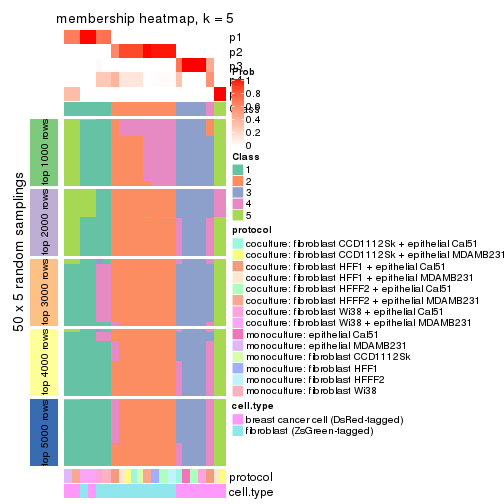 membership heatmap, k = 5
p1
p2
p3
Prob
1
0.8
0.6
0.4
0.2
0
Class
1
2
3
4
5
protocol
coculture: fibroblast CCD1112Sk + epithelial Cal51
coculture: fibroblast CCD1112Sk + epithelial MDAMB231
coculture: fibroblast HFF1 + epithelial Cal51
coculture: fibroblast HFF1 + epithelial MDAMB231
coculture: fibroblast HFFF2 + epithelial Cal51
coculture: fibroblast HFFF2 + epithelial MDAMB231
coculture: fibroblast Wi38 + epithelial Cal51
coculture: fibroblast Wi38 + epithelial MDAMB231
monoculture: epithelial Cal51
monoculture: epithelial MDAMB231
monoculture: fibroblast CCD1112Sk
monoculture: fibroblast HFF1
monoculture: fibroblast HFFF2
monoculture: fibroblast Wi38
cell.type
breast cancer cell (DsRed-tagged)
fibroblast (ZsGreen-tagged)
50 x 5 random samplings
top 1000 rows
top 2000 rows
top 3000 rows
top 4000 rows
top 5000 rows
protocol
cell.type